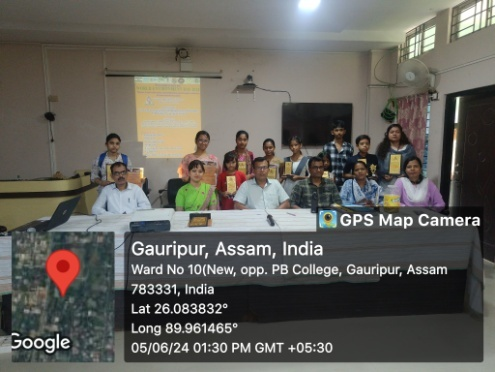 GPS Map Camera
Gauripur, Assam, India
Ward No 10(New, opp. PB College, Gauripur, Assam
783331, India
Lat 26.083832°
Long 89.961465°
05/06/24 01:30 PM GMT +05:30
Google